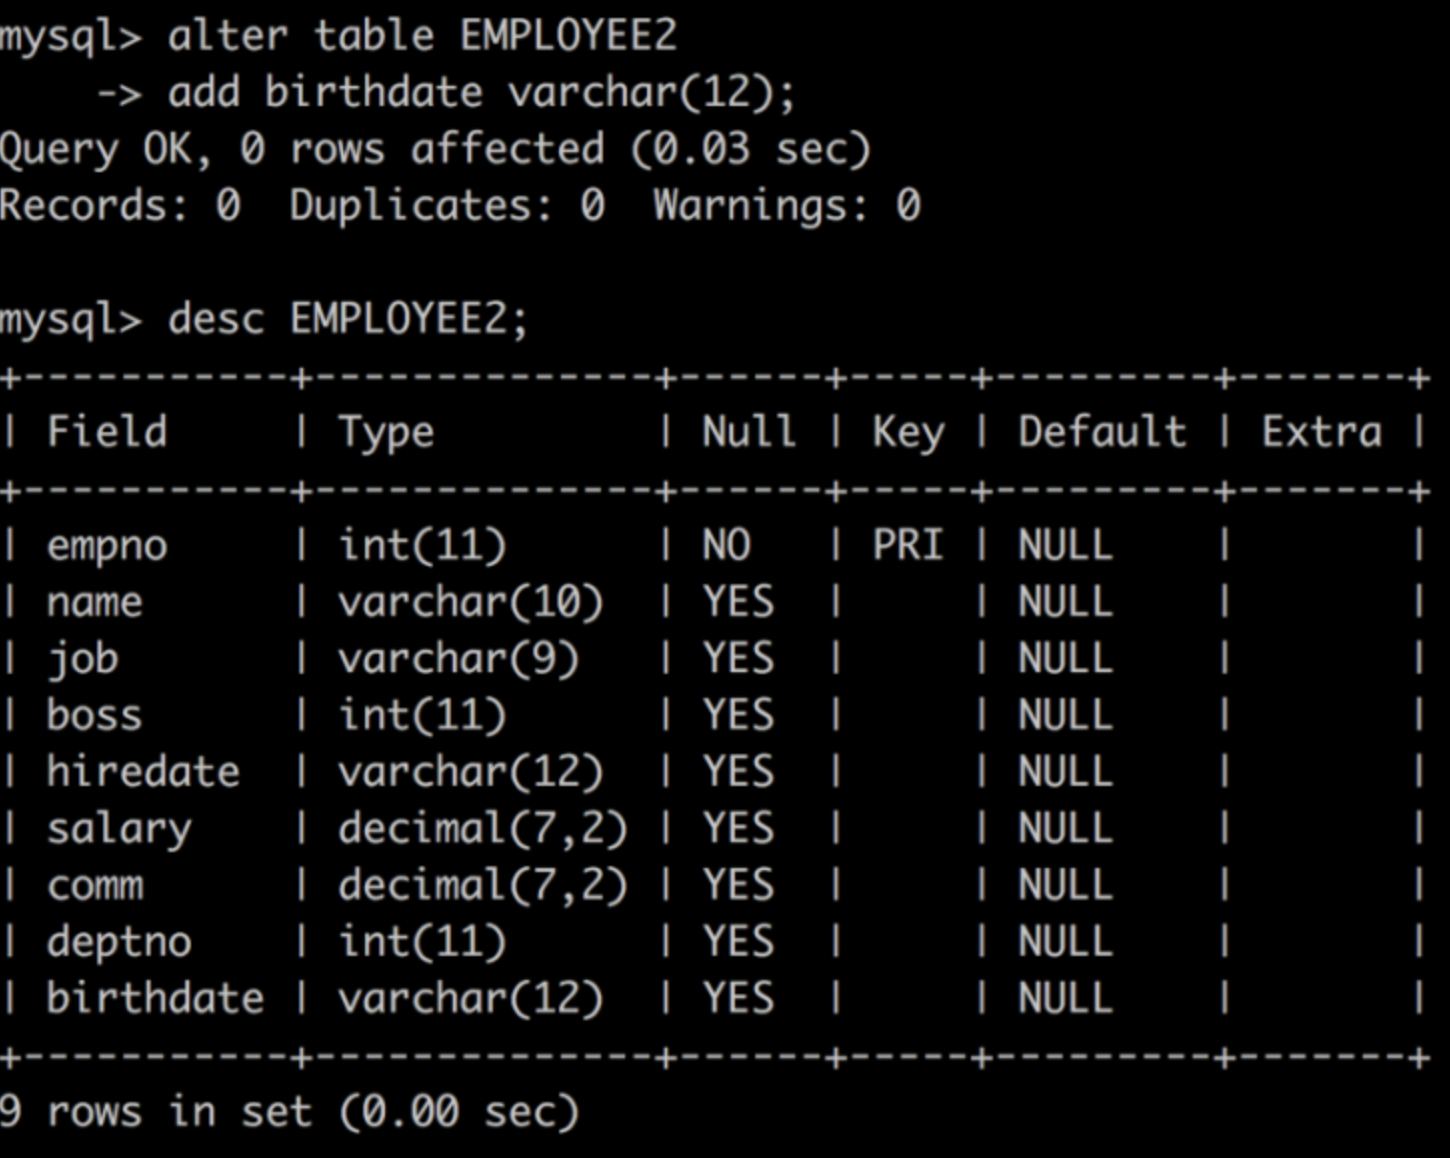 mysql> alter table EMPLOYEE2
    -> add birthdate varchar(12);
Query OK, 0 rows affected (0.03 sec)
Records: 0  Duplicates: 0  Warnings: 0

mysql> desc EMPLOYEE2;
+-----------+--------------+------+-----+---------+-------+
| Field     | Type         | Null | Key | Default | Extra |
+-----------+--------------+------+-----+---------+-------+
| empno     | int(11)      | NO   | PRI | NULL    |       |
| name      | varchar(10)  | YES  |     | NULL    |       |
| job       | varchar(9)   | YES  |     | NULL    |       |
| boss      | int(11)      | YES  |     | NULL    |       |
| hiredate  | varchar(12)  | YES  |     | NULL    |       |
| salary    | decimal(7,2) | YES  |     | NULL    |       |
| comm      | decimal(7,2) | YES  |     | NULL    |       |
| deptno    | int(11)      | YES  |     | NULL    |       |
| birthdate | varchar(12)  | YES  |     | NULL    |       |
+-----------+--------------+------+-----+---------+-------+
9 rows in set (0.00 sec)